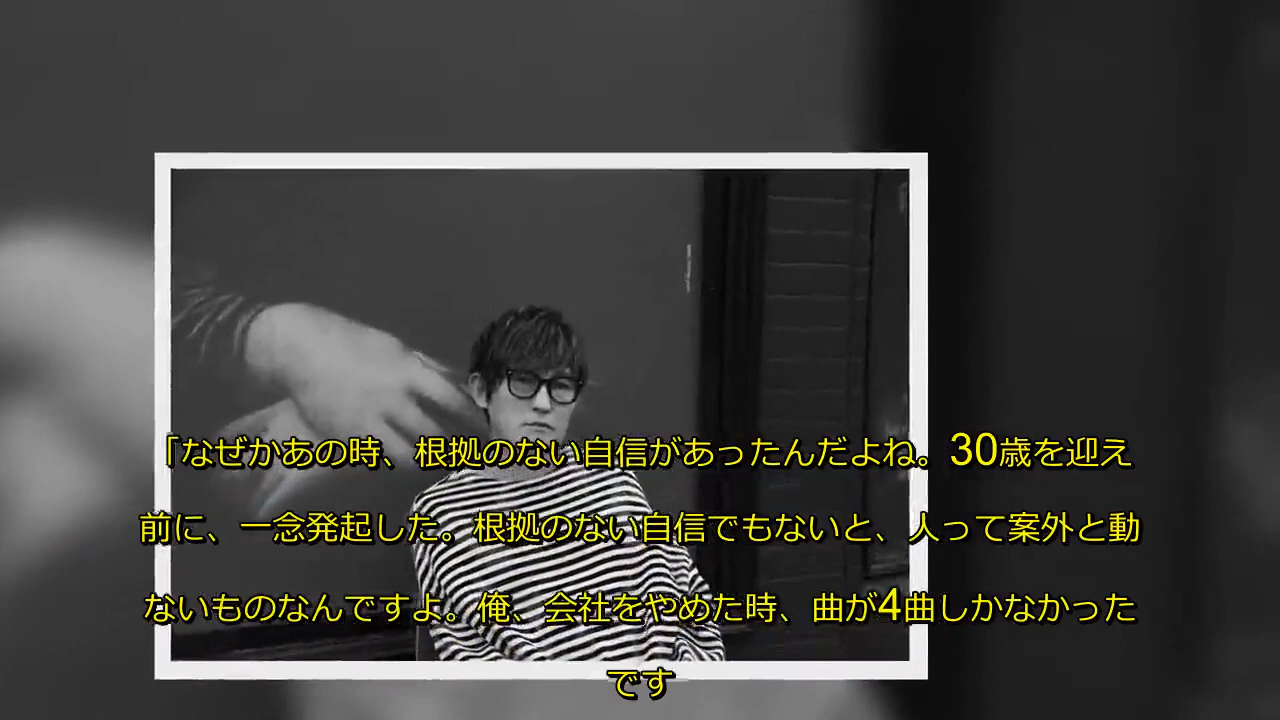 「なぜかあの時、根拠のない自信があったんだよね。30歳を迎え
前に、一念発起した。根拠のない自信でもないと、人って案外と動
ないものなんですよ。俺、会社をやめた時、曲が4曲しかなかった
です